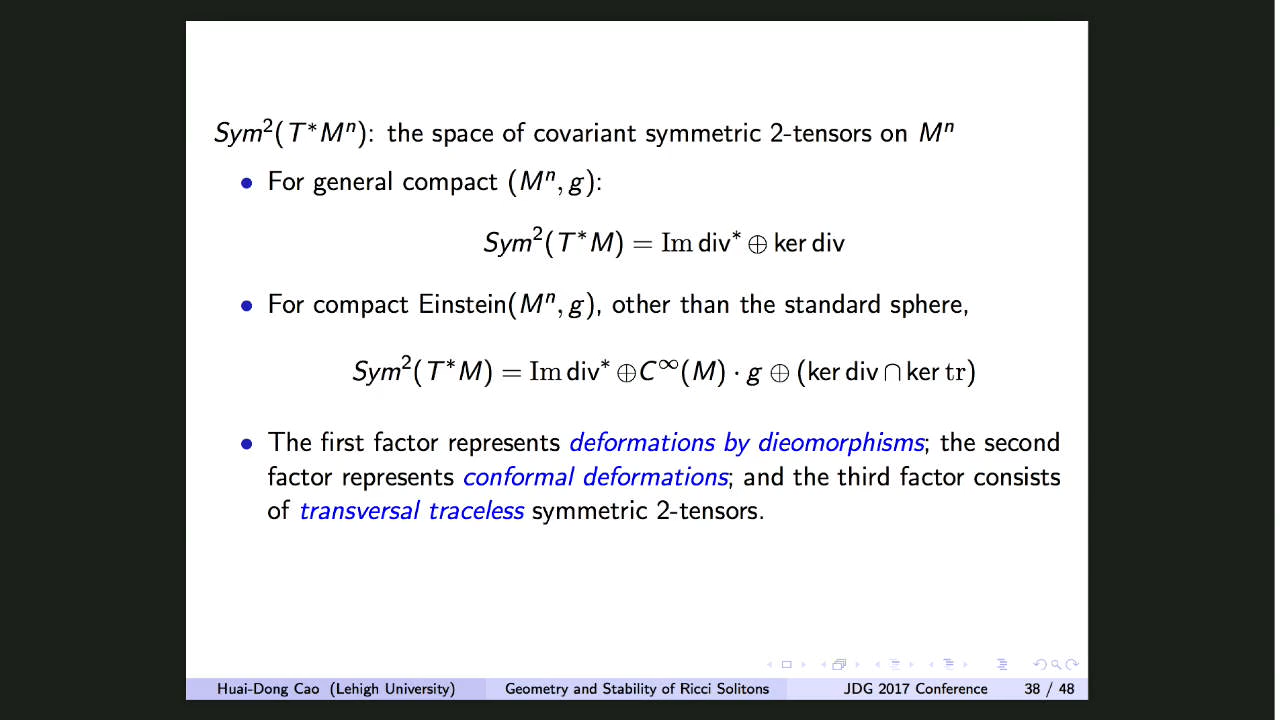 Sym²(T*Mⁿ): the space of covariant symmetric 2-tensors on Mⁿ
• For general compact (Mⁿ, g):
Sym²(T*M) = Im div* ⊕ ker div
• For compact Einstein(Mⁿ, g), other than the standard sphere,
Sym²(T*M) = Im div* ⊕C^∞(M) · g ⊕ (ker div ∩ ker tr)
• The first factor represents deformations by dieomorphisms; the second
factor represents conformal deformations; and the third factor consists
of transversal traceless symmetric 2-tensors.
Huai-Dong Cao (Lehigh University) Geometry and Stability of Ricci Solitons JDG 2017 Conference 38 / 48